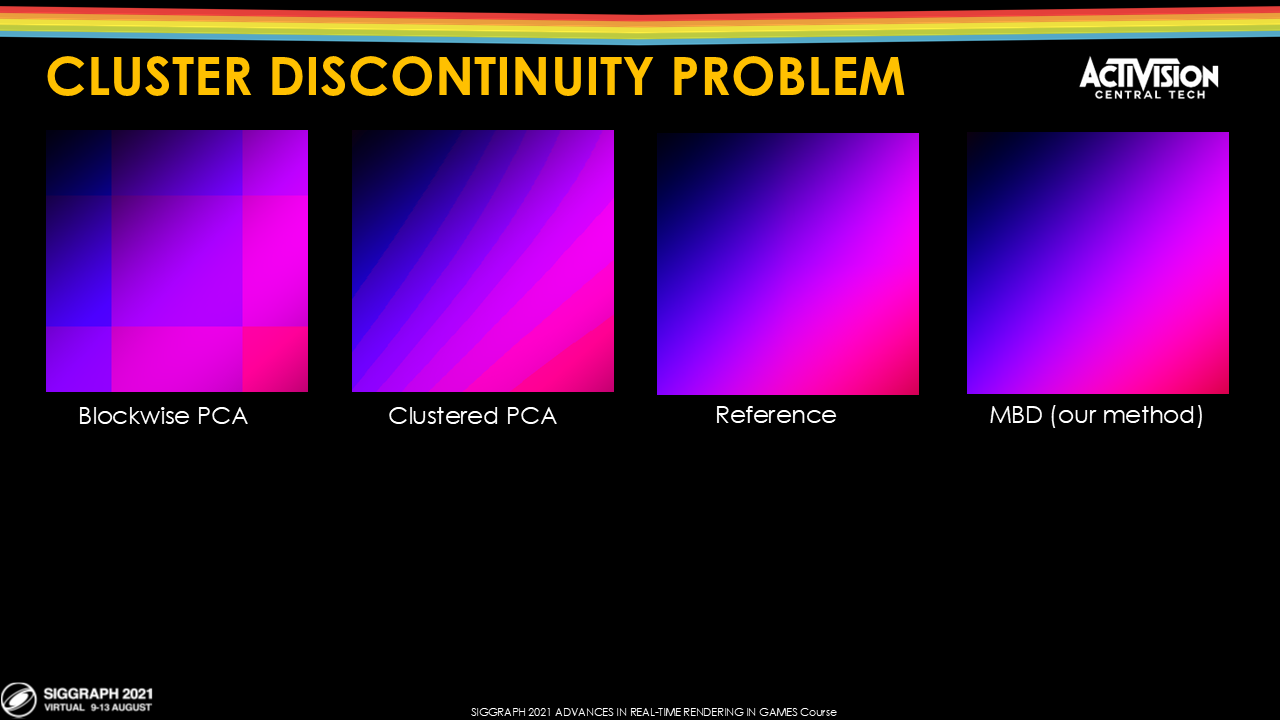 CLUSTER DISCONTINUITY PROBLEM
ACTIVISION
CENTRAL TECH
Blockwise PCA
Clustered PCA
Reference
MBD (our method)
SIGGRAPH 2021
VIRTUAL 9-13 AUGUST
SIGGRAPH 2021 ADVANCES IN REAL-TIME RENDERING IN GAMES Course